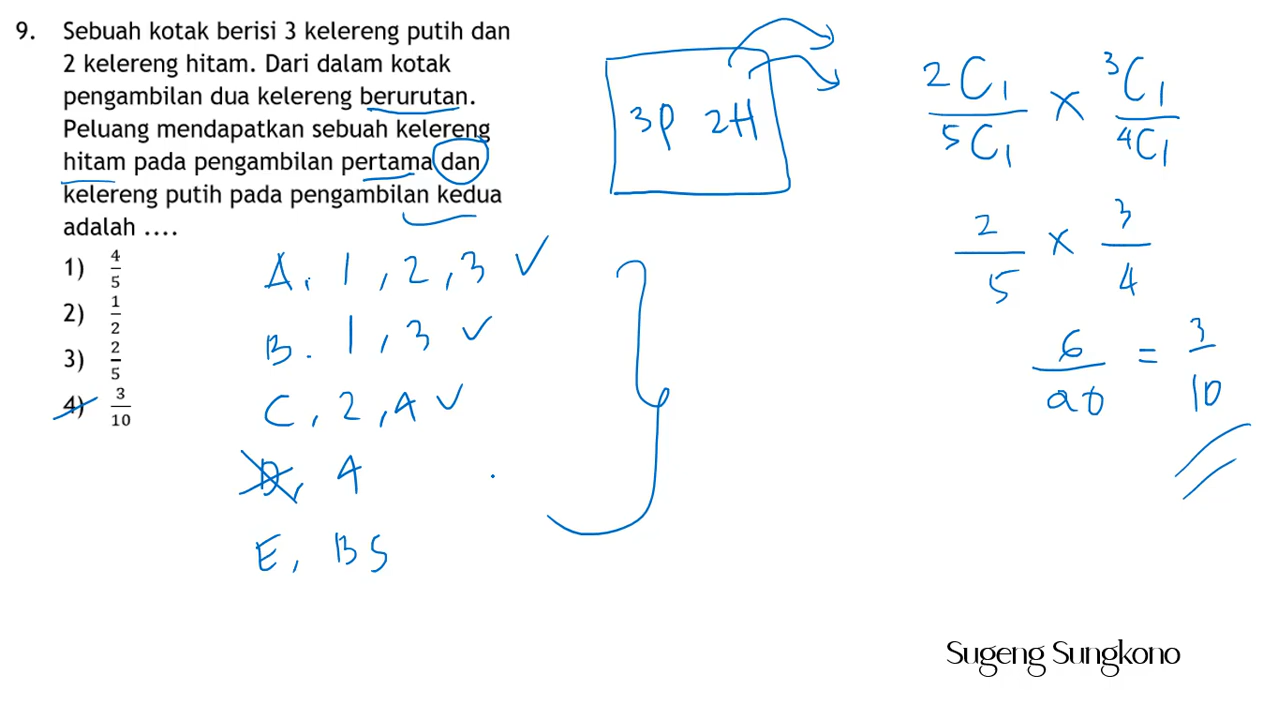 9. Sebuah kotak berisi 3 kelereng putih dan
2 kelereng hitam. Dari dalam kotak
pengambilan dua kelereng berurutan.
Peluang mendapatkan sebuah kelereng
hitam pada pengambilan pertama dan
kelereng putih pada pengambilan kedua
adalah ....
1) 4/5
2) 1/2
3) 2/5
4) 3/10
A. 1, 2, 3 ✓
B. 1, 3 ✓
C, 2, 4 ✓
D, 4
E, BS
3P 2H
2C1/5C1 × 3C1/4C1
2/5 × 3/4
6/20 = 3/10
Sugeng Sungkono